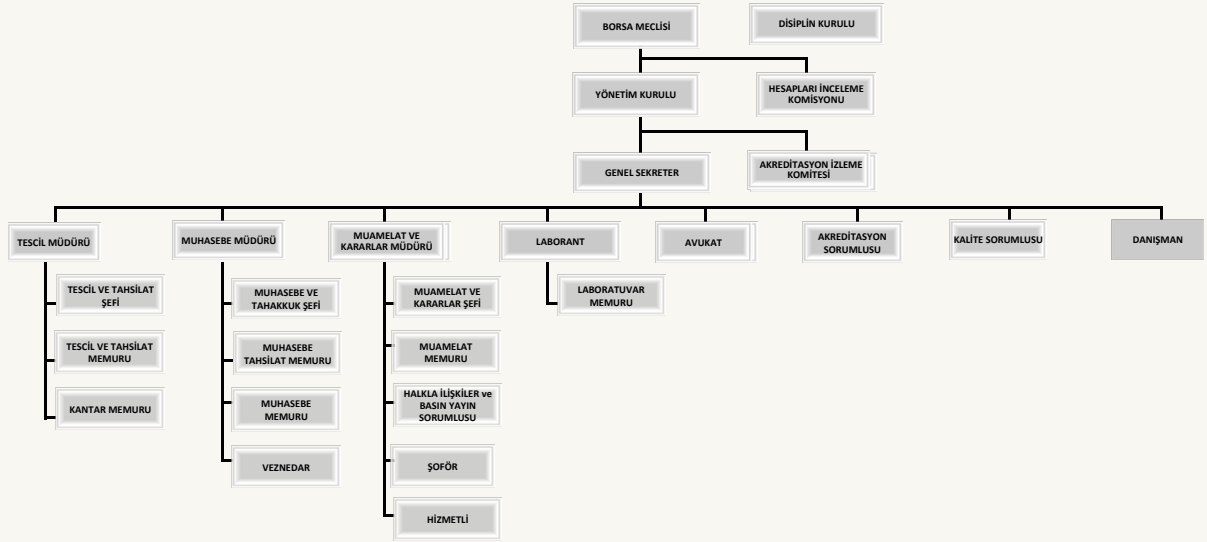 BORSA MECLİSİ
DİSİPLİN KURULU
YÖNETİM KURULU
HESAPLARI İNCELEME
KOMİSYONU
GENEL SEKRETER
AKREDİTASYON İZLEME
KOMİTESİ
TESCİL MÜDÜRÜ
MUHASEBE MÜDÜRÜ
MUAMELAT VE
KARARLAR MÜDÜRÜ
LABORANT
AVUKAT
AKREDİTASYON
SORUMLUSU
KALİTE SORUMLUSU
DANIŞMAN
TESCİL VE TAHSİLAT
ŞEFİ
TESCİL VE TAHSİLAT
MEMURU
KANTAR MEMURU
MUHASEBE VE
TAHAKKUK ŞEFİ
MUHASEBE
TAHSİLAT MEMURU
MUHASEBE
MEMURU
VEZNEDAR
MUAMELAT VE
KARARLAR ŞEFİ
MUAMELAT
MEMURU
HALKLA İLİŞKİLER ve
BASIN YAYIN
SORUMLUSU
ŞOFÖR
HİZMETLİ
LABORATUVAR
MEMURU